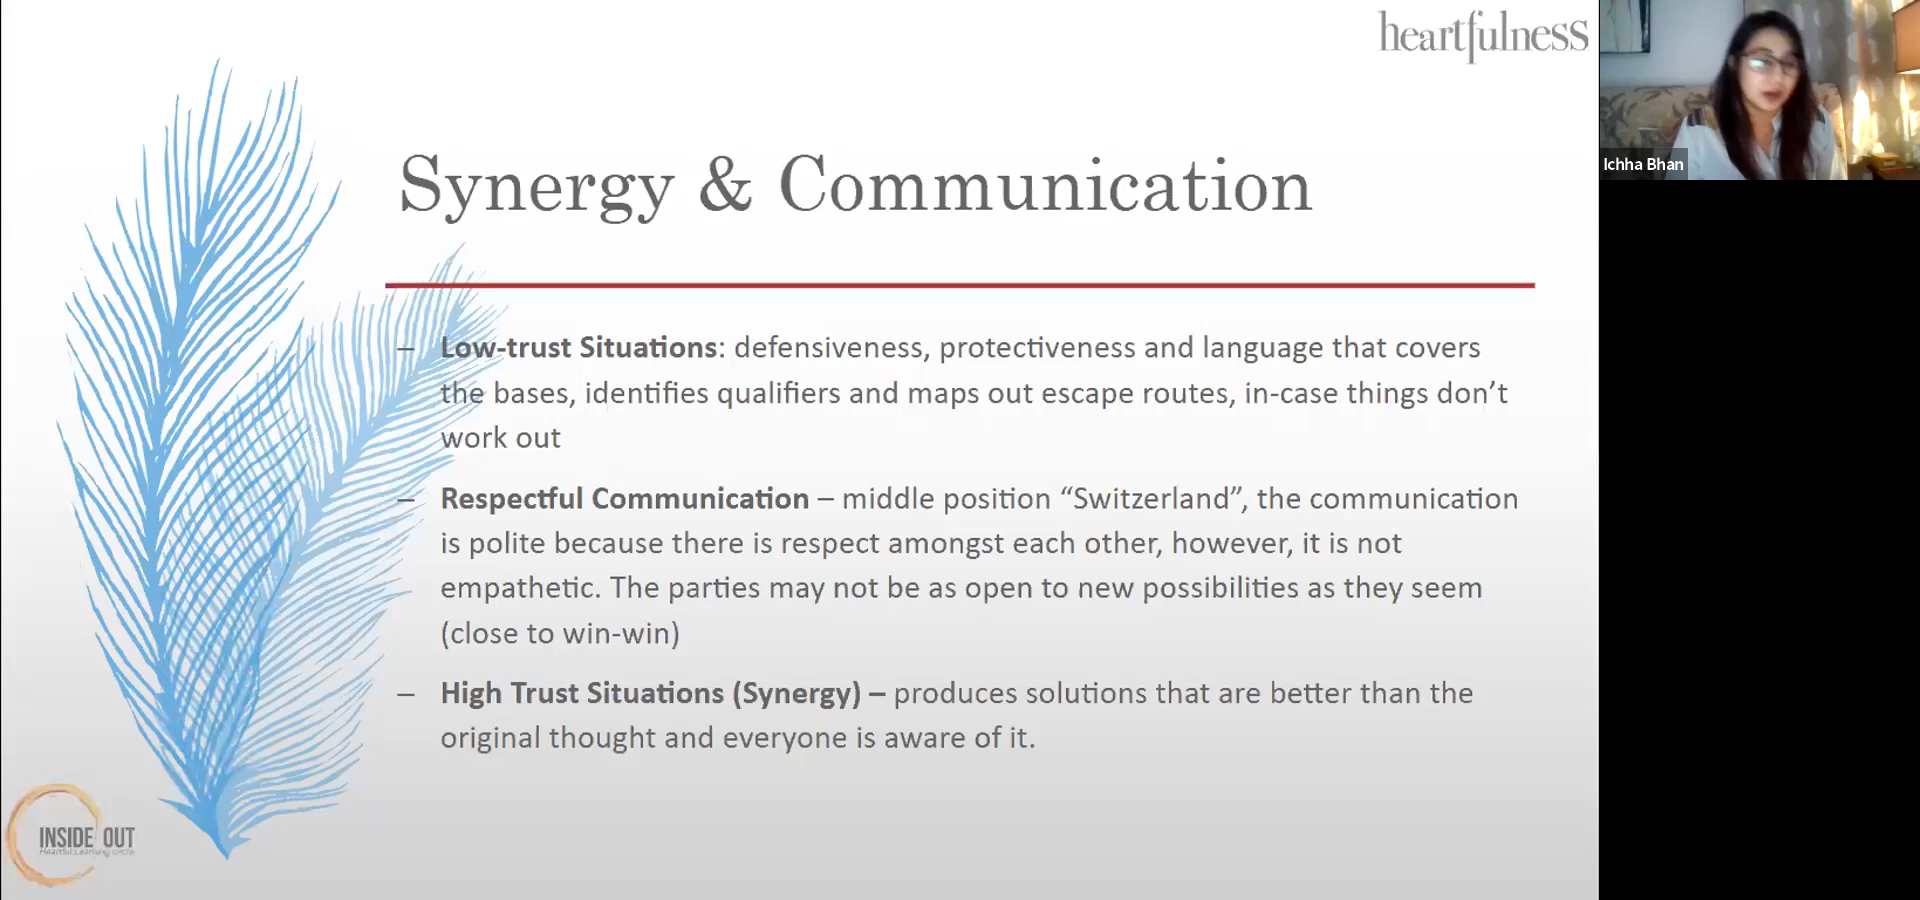 heartfulness
Ichha Bhan
Synergy & Communication
– Low-trust Situations: defensiveness, protectiveness and language that covers
the bases, identifies qualifiers and maps out escape routes, in-case things don’t
work out
– Respectful Communication – middle position “Switzerland”, the communication
is polite because there is respect amongst each other, however, it is not
empathetic. The parties may not be as open to new possibilities as they seem
(close to win-win)
– High Trust Situations (Synergy) – produces solutions that are better than the
original thought and everyone is aware of it.
INSIDE OUT
Heartful Learning Circle